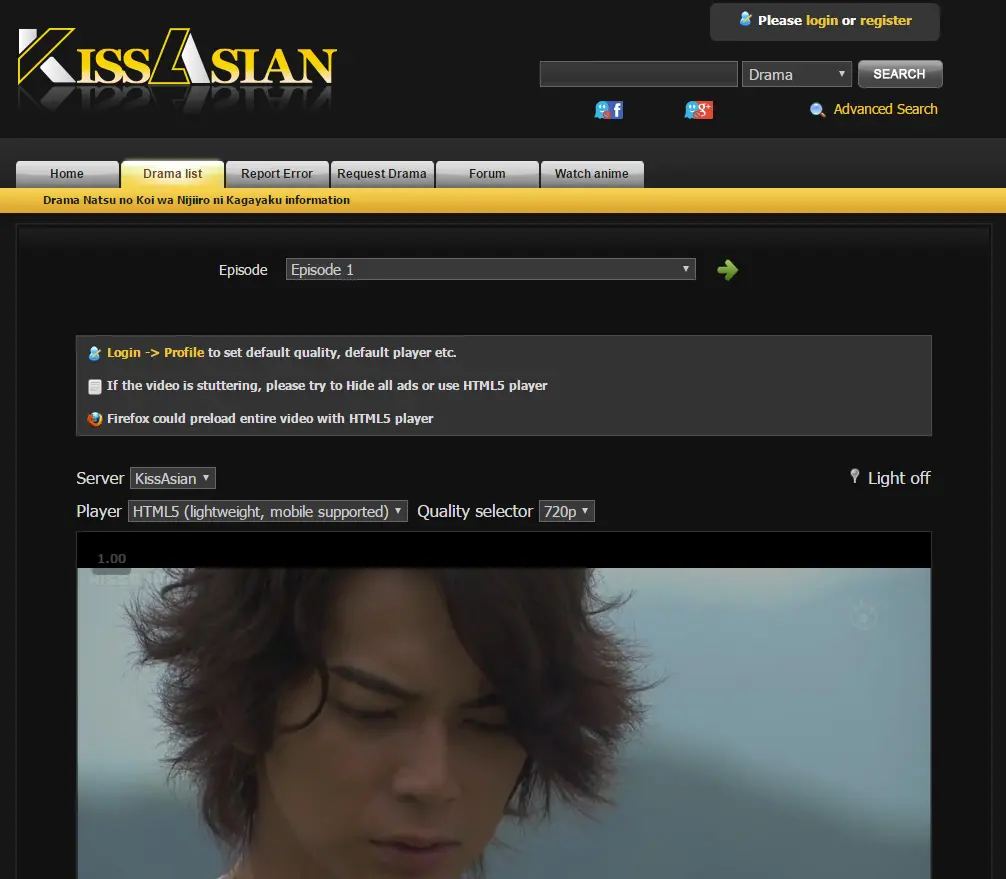 Please login or register
KISSASIAN
Drama
SEARCH
f
g+
Advanced Search
Home
Drama list
Report Error
Request Drama
Forum
Watch anime
Drama Natsu no Koi wa Nijiiro ni Kagayaku information
Episode
Episode 1
Login -> Profile to set default quality, default player etc.
If the video is stuttering, please try to Hide all ads or use HTML5 player
Firefox could preload entire video with HTML5 player
Server KissAsian
Light off
Player HTML5 (lightweight, mobile supported) Quality selector 720p
1.00